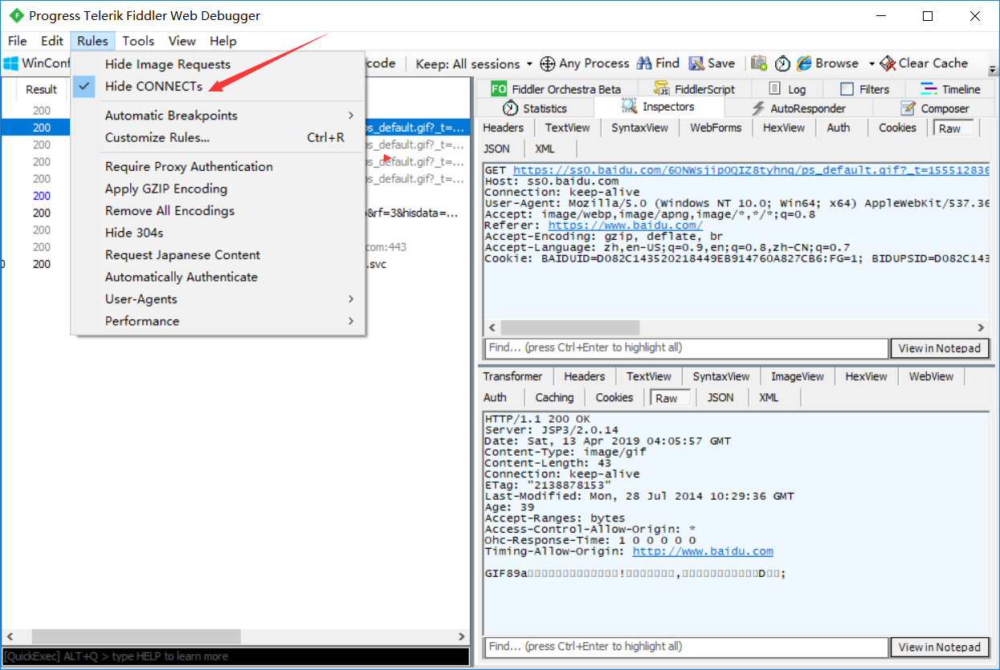 Progress Telerik Fiddler Web Debugger
File Edit Rules Tools View Help
WinConf code Keep: All sessions Any Process Find Save Browse Clear Cache
Hide Image Requests
Hide CONNECTs
Automatic Breakpoints
Customize Rules... Ctrl+R
Require Proxy Authentication
Apply GZIP Encoding
Remove All Encodings
Hide 304s
Request Japanese Content
Automatically Authenticate
User-Agents
Performance
Result
200
200 ps_default.gif?_t=...
200 ps_default.gif?_t=...
200 ps_default.gif?_t=...
200 ps_default.gif?_t=...
200
200 &rf=3&hisdata=...
200
200 com:443
200 .svc
FO Fiddler Orchestra Beta FiddlerScript Log Filters Timeline
Statistics Inspectors AutoResponder Composer
Headers TextView SyntaxView WebForms HexView Auth Cookies Raw
JSON XML
GET https://ss0.baidu.com/6ONWsjip0QIZ8tyhnq/ps_default.gif?_t=155512836
Host: ss0.baidu.com
Connection: keep-alive
User-Agent: Mozilla/5.0 (Windows NT 10.0; Win64; x64) AppleWebKit/537.36
Accept: image/webp,image/apng,image/*,*/*;q=0.8
Referer: https://www.baidu.com/
Accept-Encoding: gzip, deflate, br
Accept-Language: zh,en-US;q=0.9,en;q=0.8,zh-CN;q=0.7
Cookie: BAIDUID=D082C143520218449EB914760A827CB6:FG=1; BIDUPSID=D082C143
Find... (press Ctrl+Enter to highlight all) View in Notepad
Transformer Headers TextView SyntaxView ImageView HexView WebView
Auth Caching Cookies Raw JSON XML
HTTP/1.1 200 OK
Server: JSP3/2.0.14
Date: Sat, 13 Apr 2019 04:05:57 GMT
Content-Type: image/gif
Content-Length: 43
Connection: keep-alive
ETag: "2138878153"
Last-Modified: Mon, 28 Jul 2014 10:29:36 GMT
Age: 39
Accept-Ranges: bytes
Access-Control-Allow-Origin: *
Ohc-Response-Time: 1 0 0 0 0 0
Timing-Allow-Origin: http://www.baidu.com
GIF89a!,D;
Find... (press Ctrl+Enter to highlight all) View in Notepad
[QuickExec] ALT+Q > type HELP to learn more